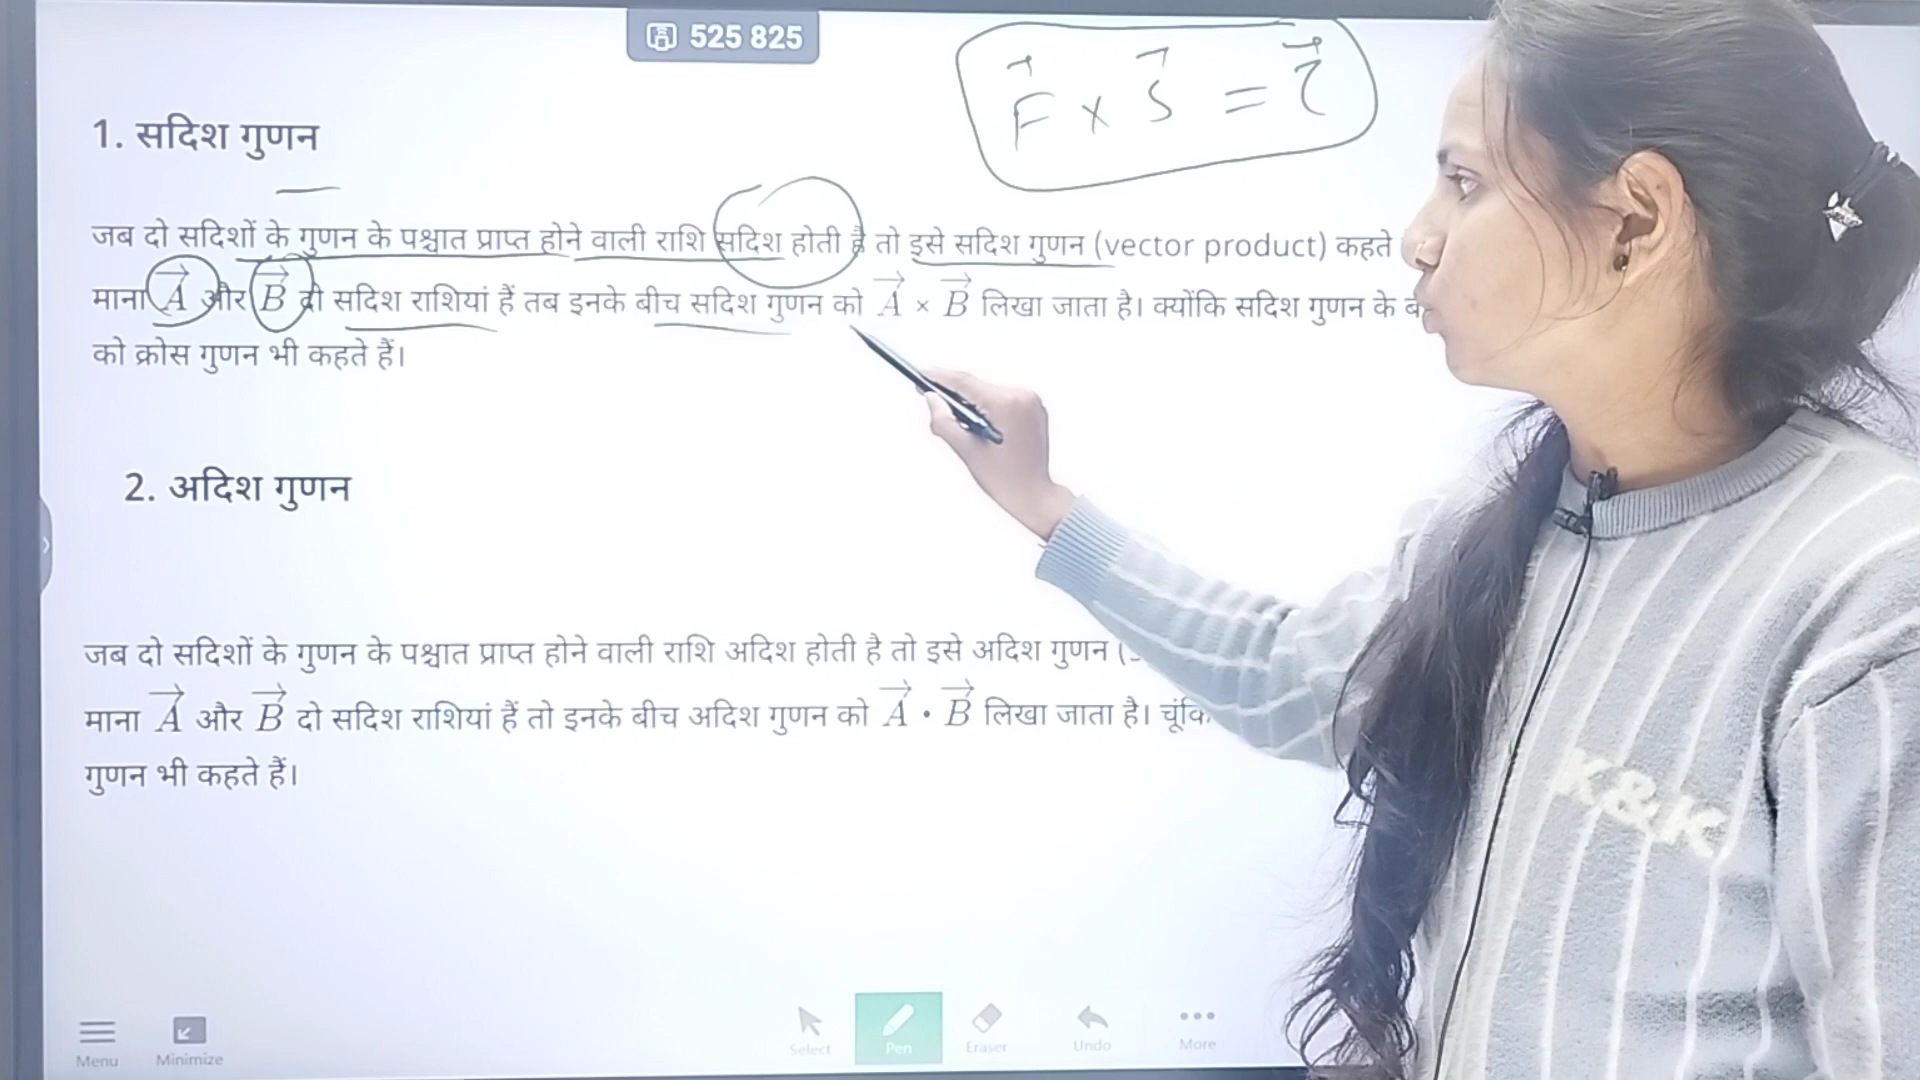 525 825
F⃗ x S⃗ = τ⃗
1. सदिश गुणन
जब दो सदिशों के गुणन के पश्चात प्राप्त होने वाली राशि सदिश होती है तो इसे सदिश गुणन (vector product) कहते
माना A⃗ और B⃗ दो सदिश राशियां हैं तब इनके बीच सदिश गुणन को A⃗ × B⃗ लिखा जाता है। क्योंकि सदिश गुणन के
को क्रोस गुणन भी कहते हैं।
2. अदिश गुणन
जब दो सदिशों के गुणन के पश्चात प्राप्त होने वाली राशि अदिश होती है तो इसे अदिश गुणन (
माना A⃗ और B⃗ दो सदिश राशियां हैं तो इनके बीच अदिश गुणन को A⃗ • B⃗ लिखा जाता है। चूंकि
गुणन भी कहते हैं।
K&K
Menu
Minimize
Select
Pen
Eraser
Undo
More